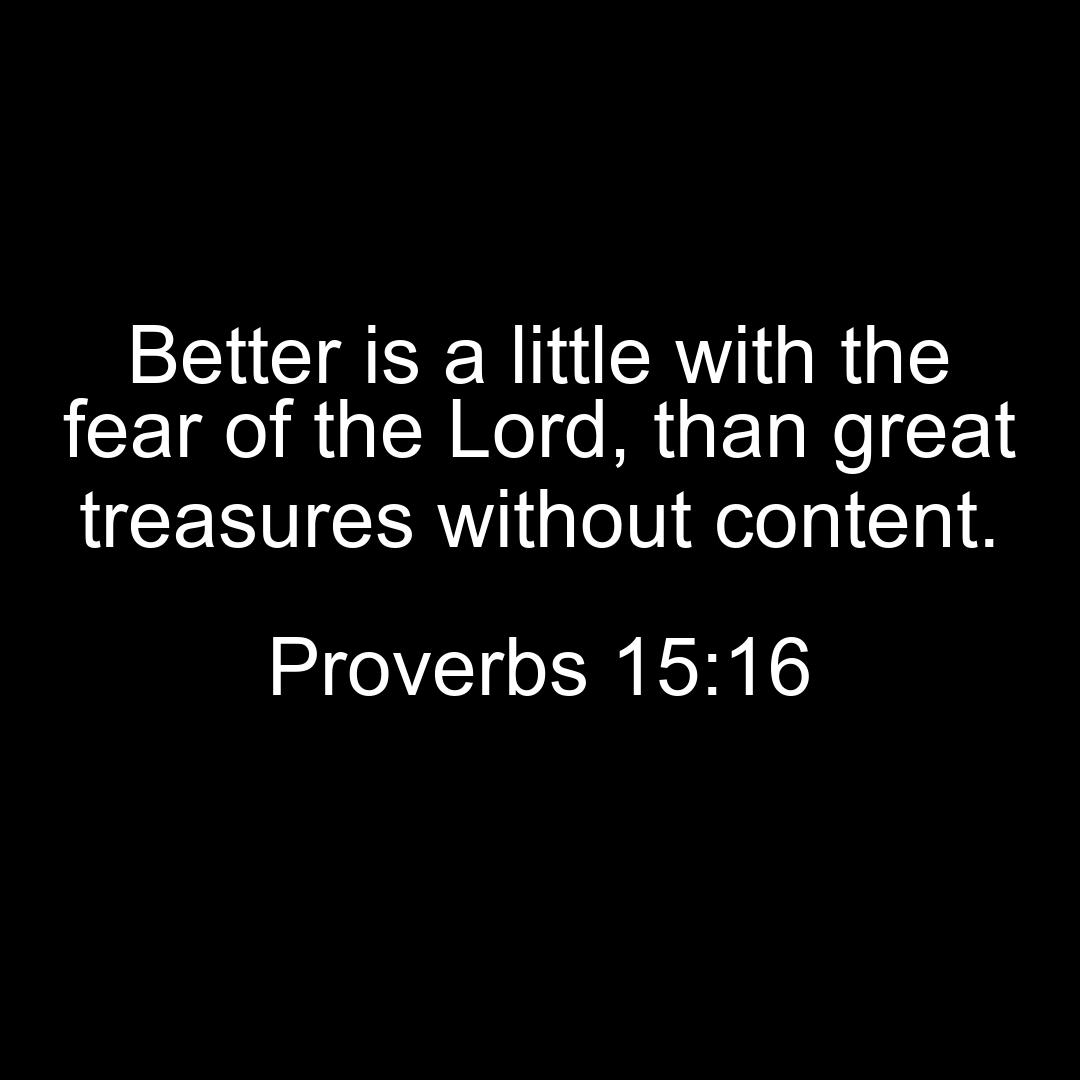 Better is a little with the
fear of the Lord, than great
treasures without content.
Proverbs 15:16